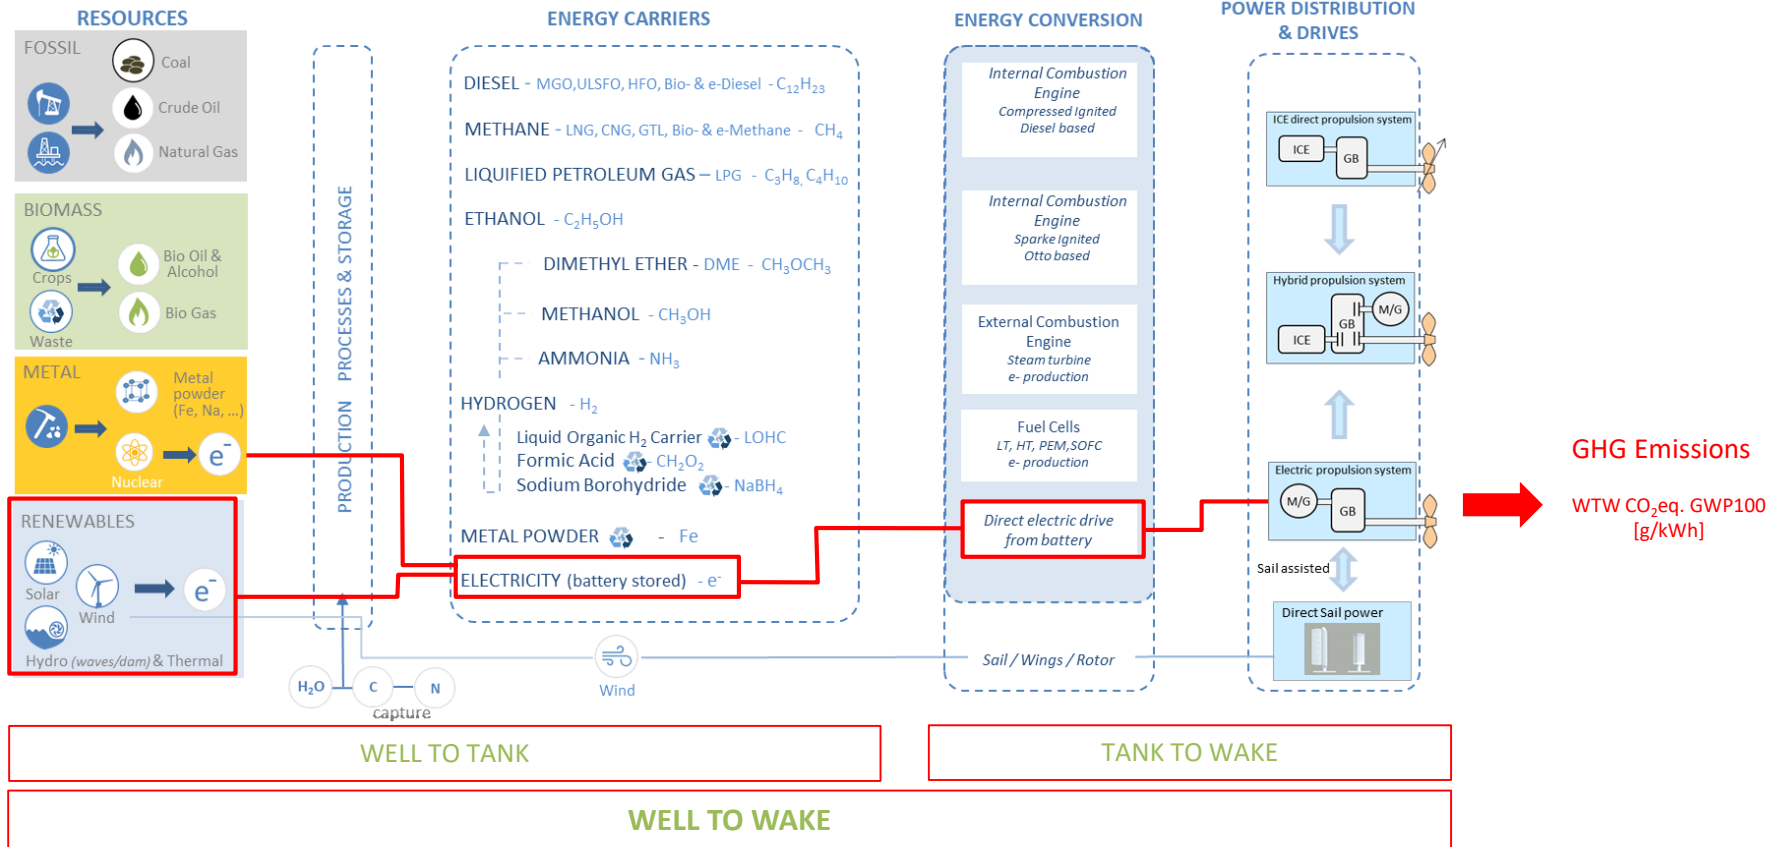 RESOURCES
FOSSIL
Coal
Crude Oil
Natural Gas
BIOMASS
Crops
Waste
Bio Oil &
Alcohol
Bio Gas
METAL
Metal
powder
(Fe, Na, ...)
Nuclear
e⁻
RENEWABLES
Solar
Wind
e⁻
Hydro (waves/dam) & Thermal
PRODUCTION PROCESSES & STORAGE
H₂O
C
N
capture
ENERGY CARRIERS
DIESEL - MGO,ULSFO, HFO, Bio- & e-Diesel - C₁₂H₂₃
METHANE - LNG, CNG, GTL, Bio- & e-Methane - CH₄
LIQUIFIED PETROLEUM GAS – LPG - C₃H₈, C₄H₁₀
ETHANOL - C₂H₅OH
DIMETHYL ETHER - DME - CH₃OCH₃
METHANOL - CH₃OH
AMMONIA - NH₃
HYDROGEN - H₂
Liquid Organic H₂ Carrier - LOHC
Formic Acid - CH₂O₂
Sodium Borohydride - NaBH₄
METAL POWDER - Fe
ELECTRICITY (battery stored) - e⁻
Wind
ENERGY CONVERSION
Internal Combustion
Engine
Compressed Ignited
Diesel based
Internal Combustion
Engine
Sparke Ignited
Otto based
External Combustion
Engine
Steam turbine
e- production
Fuel Cells
LT, HT, PEM,SOFC
e- production
Direct electric drive
from battery
Sail / Wings / Rotor
POWER DISTRIBUTION
& DRIVES
ICE direct propulsion system
ICE
GB
Hybrid propulsion system
M/G
GB
ICE
Electric propulsion system
M/G
GB
Sail assisted
Direct Sail power
GHG Emissions
WTW CO₂eq. GWP100
[g/kWh]
WELL TO TANK
TANK TO WAKE
WELL TO WAKE